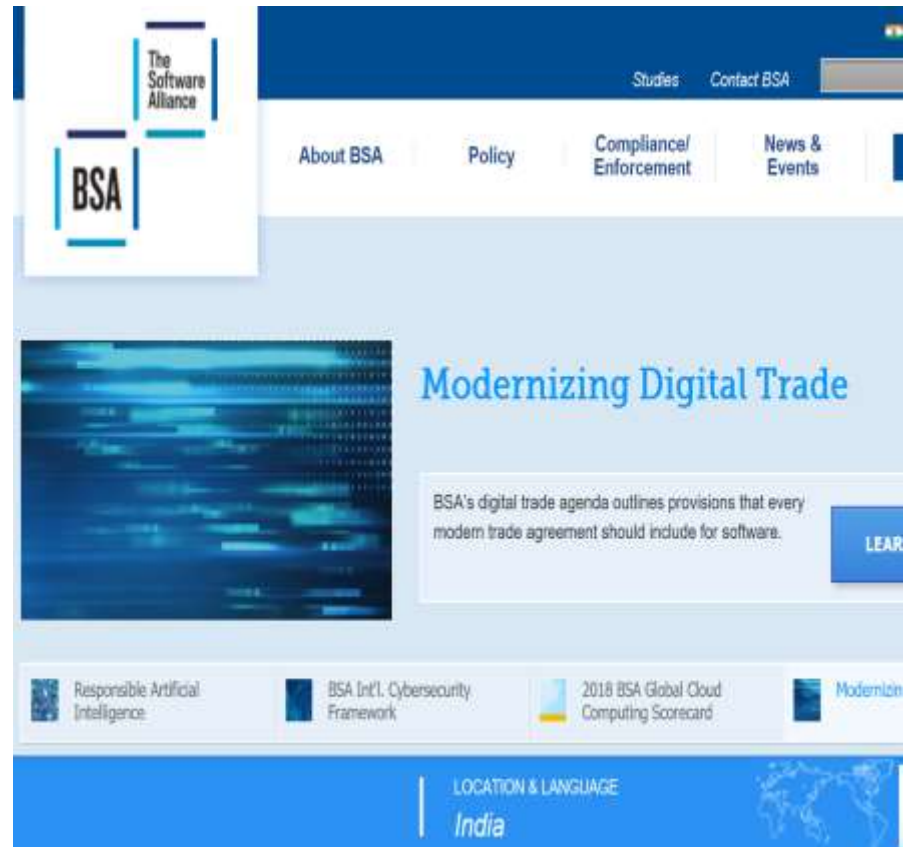 The
Software
Alliance
BSA
Studies Contact BSA
About BSA Policy Compliance/ News &
Enforcement Events
Modernizing Digital Trade
BSA's digital trade agenda outlines provisions that every
modern trade agreement should include for software.
LEAR
Responsible Artificial
Intelligence
BSA Int'l. Cybersecurity
Framework
2018 BSA Global Cloud
Computing Scorecard
Modernizin
LOCATION & LANGUAGE
India